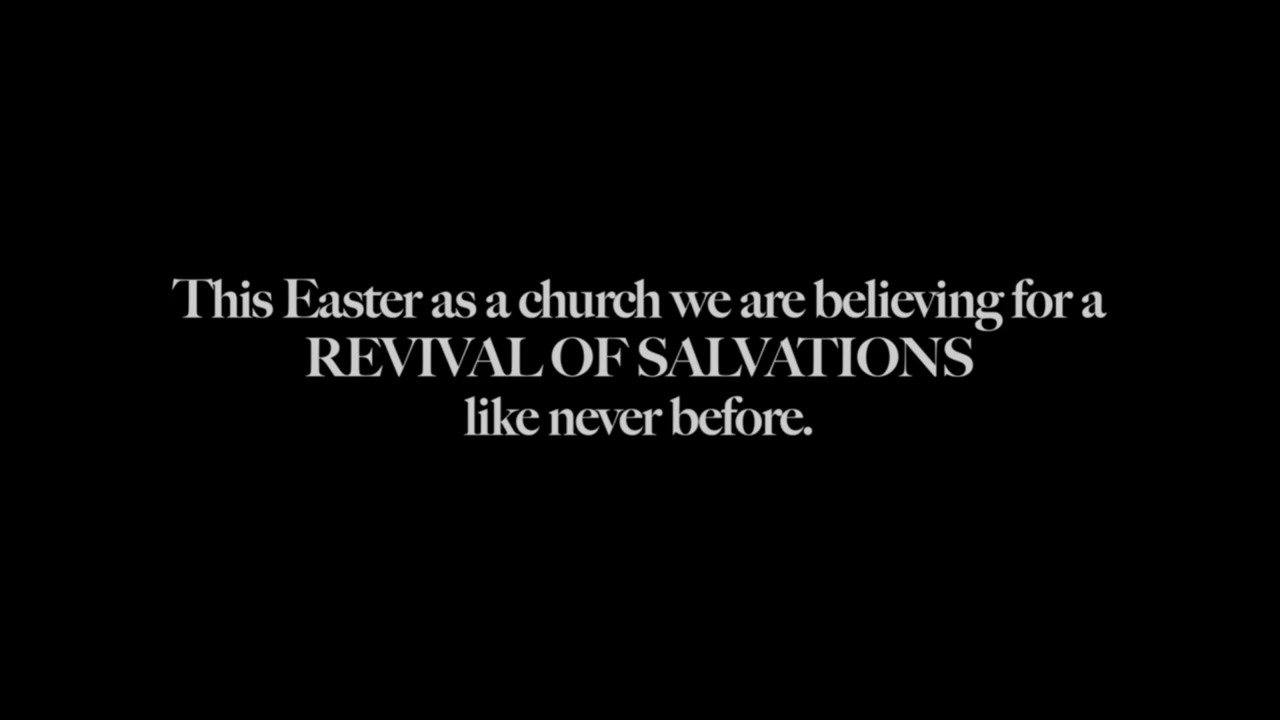 This Easter as a church we are believing for a
REVIVAL OF SALVATIONS
like never before.